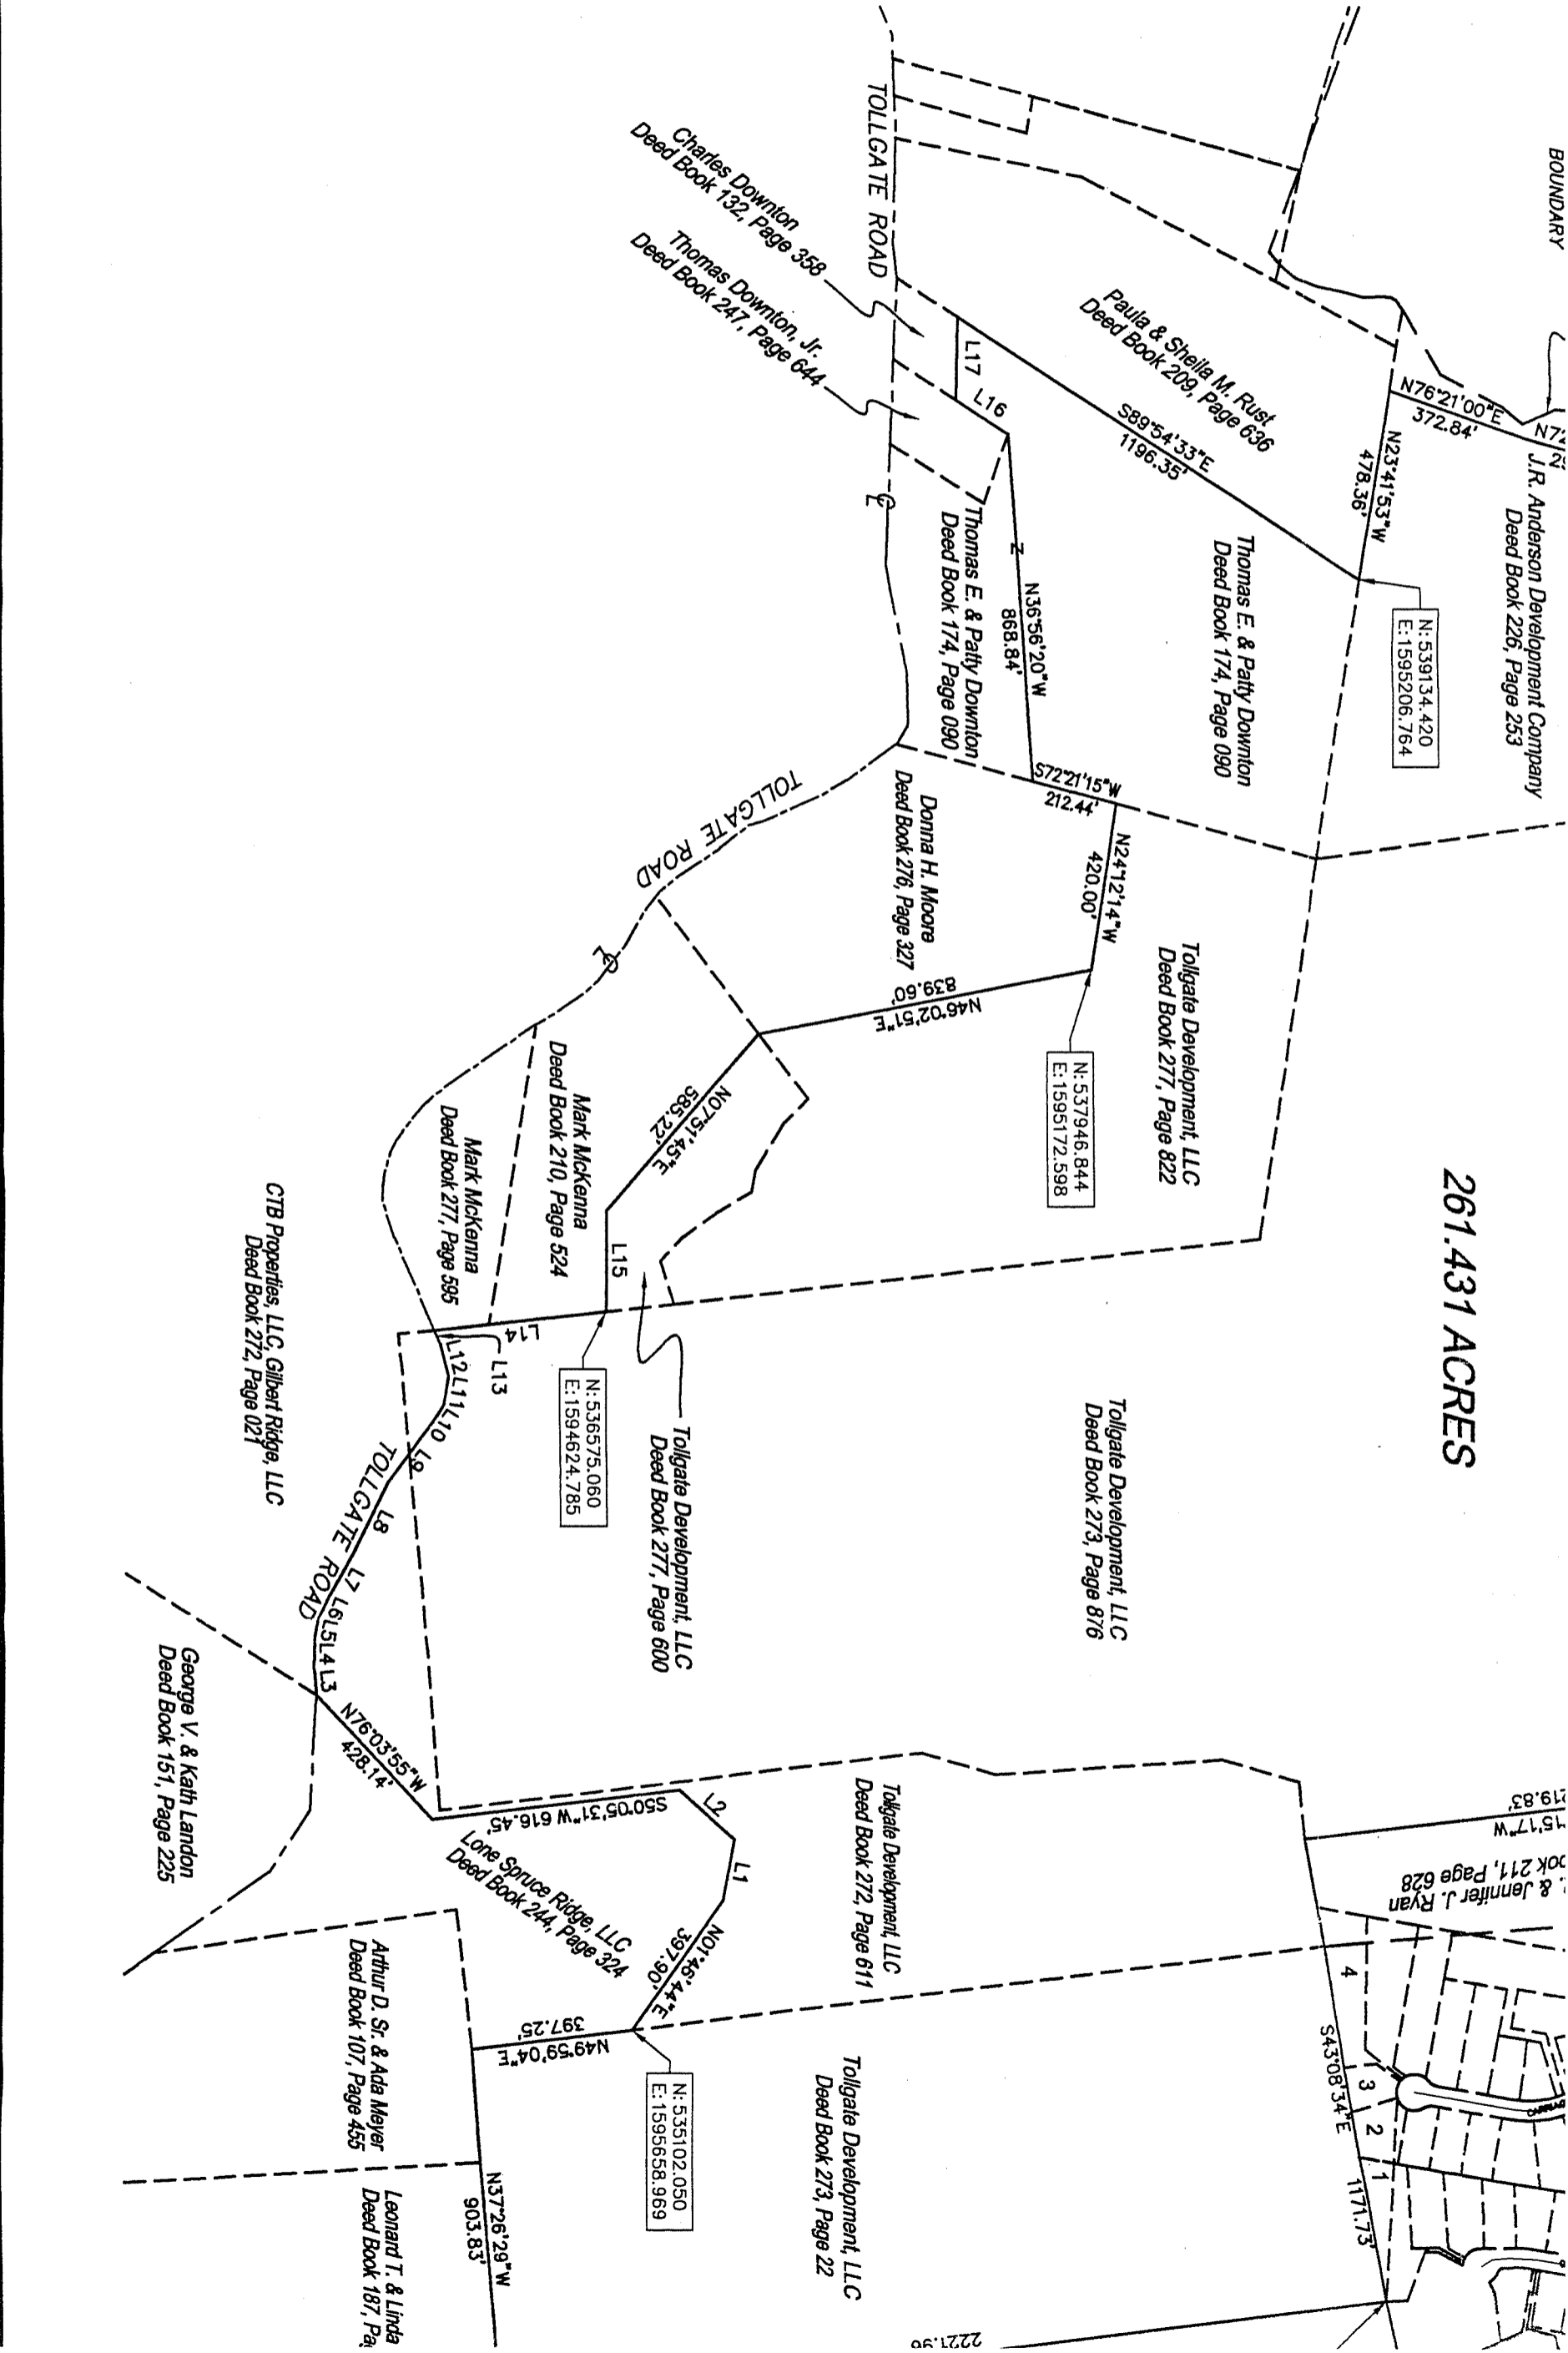 BOUNDARY
TOLLGATE ROAD
Charles Downton
Deed Book 132, Page 358
Thomas Downton, Jr.
Deed Book 247, Page 644
Paula & Sheila M. Rust
Deed Book 209, Page 636
N76°21'00"E
372.84'
N23°41'53"W
478.36'
J.R. Anderson Development Company
Deed Book 226, Page 253
S89°54'33"E
1196.35'
L17
L16
N: 539134.420
E: 1595206.764
Thomas E. & Patty Downton
Deed Book 174, Page 090
Thomas E. & Patty Downton
Deed Book 174, Page 090
N36°56'20"W
868.84'
Z
S72°21'15"W
212.44'
N24°12'14"W
420.00'
Donna H. Moore
Deed Book 276, Page 327
TOLLGATE ROAD
N46°02'51"E
839.60'
Tollgate Development, LLC
Deed Book 277, Page 822
N: 537946.844
E: 1595172.598
261.431 ACRES
N07°51'45"E
585.22'
Mark McKenna
Deed Book 210, Page 524
Mark McKenna
Deed Book 277, Page 595
L15
L14
L13
L12
L11
L10
L9
L8
L7
L6
L5
L4
L3
N: 536575.060
E: 1594624.785
Tollgate Development, LLC
Deed Book 277, Page 600
Tollgate Development, LLC
Deed Book 273, Page 876
CTB Properties, LLC, Gilbert Ridge, LLC
Deed Book 272, Page 021
TOLLGATE ROAD
George V. & Kath Landon
Deed Book 151, Page 225
N76°03'55"W
428.14'
S50°05'31"W 616.45'
L2
L1
Lone Spruce Ridge, LLC
Deed Book 244, Page 324
N01°46'44"E
397.90'
Tollgate Development, LLC
Deed Book 272, Page 611
N49°59'04"E
397.25'
N: 535102.050
E: 1595658.969
Tollgate Development, LLC
Deed Book 273, Page 22
Arthur D. Sr. & Ada Meyer
Deed Book 107, Page 455
Leonard T. & Linda
Deed Book 187, Pa
N37°26'29"W
903.83'
2221.96
& Jennifer J. Ryan
ok 211, Page 628
15'17"W
19.83'
4
3
2
1
S43°08'34"E
1171.73'